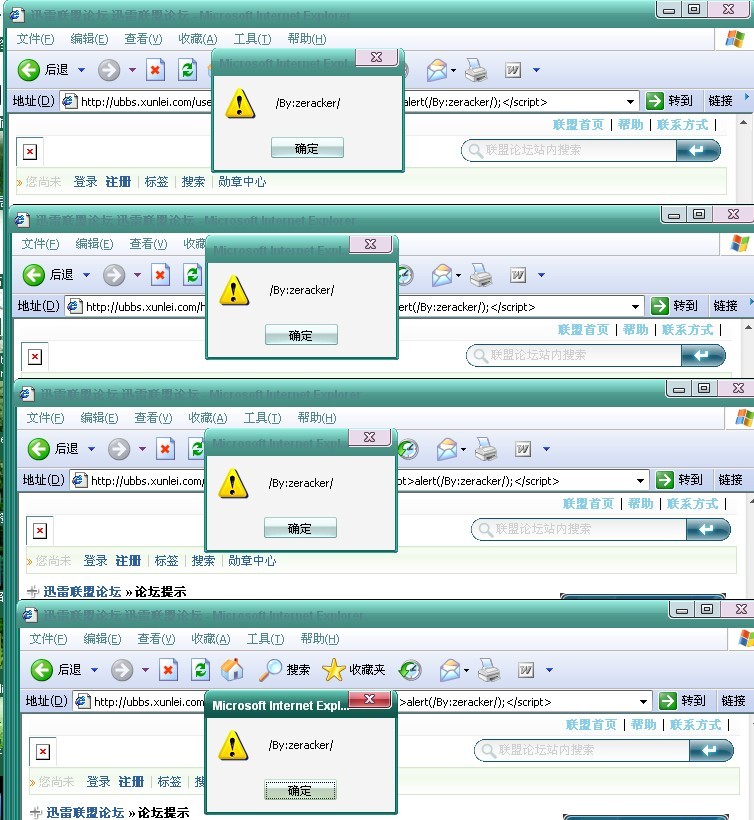 迅雷联盟论坛 迅雷联盟论坛 - Microsoft Internet Explorer
文件(F) 编辑(E) 查看(V) 收藏(A) 工具(T) 帮助(H)
Microsoft Internet Expl...
后退
/By:zeracker/
地址(D) http://ubbs.xunlei.com/use alert(/By:zeracker/);</script> 转到 链接
联盟首页 | 帮助 | 联系方式 |
确定
联盟论坛站内搜索
» 您尚未 登录 注册 | 标签 | 搜索 | 勋章中心
迅雷联盟论坛 迅雷联盟论坛 - Microsoft Internet Explorer
文件(F) 编辑(E) 查看(V) 收藏
Microsoft Internet Expl...
后退
/By:zeracker/
地址(D) http://ubbs.xunlei.com/h ert(/By:zeracker/);</script> 转到 链接
联盟首页 | 帮助 | 联系方式 |
确定
联盟论坛站内搜索
迅雷联盟论坛 迅雷联盟论坛 - Microsoft Internet Explorer
文件(F) 编辑(E) 查看(V) 收藏(A) 工具(T) 帮助(H)
Microsoft Internet Expl...
后退
/By:zeracker/
地址(D) http://ubbs.xunlei.com/ pt>alert(/By:zeracker/);</script> 转到 链接
联盟首页 | 帮助 | 联系方式 |
确定
联盟论坛站内搜索
» 您尚未 登录 注册 | 标签 | 搜索 | 勋章中心
迅雷联盟论坛 » 论坛提示
迅雷联盟论坛 迅雷联盟论坛 - Microsoft Internet Explorer
文件(F) 编辑(E) 查看(V) 收藏(A) 工具(T) 帮助(H)
后退 搜索 收藏夹
Microsoft Internet Expl...
地址(D) http://ubbs.xunlei.com >alert(/By:zeracker/);</script> 转到 链接
联盟首页 | 帮助 | 联系方式 |
/By:zeracker/
联盟论坛站内搜索
» 您尚未 登录 注册 | 标签 |
确定
迅雷联盟论坛 » 论坛提示